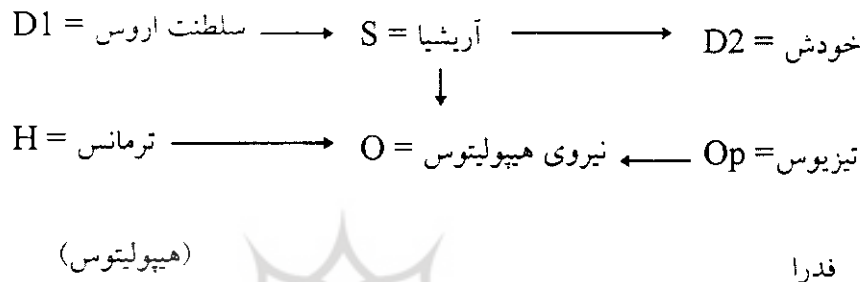 D1 = سلطنت اروس → S = آریشیا → D2 = خودش
↓
H = ترمانس → O = نیروی هیپولیتوس ← Op = تیزیوس
(هیپولیتوس) فدرا